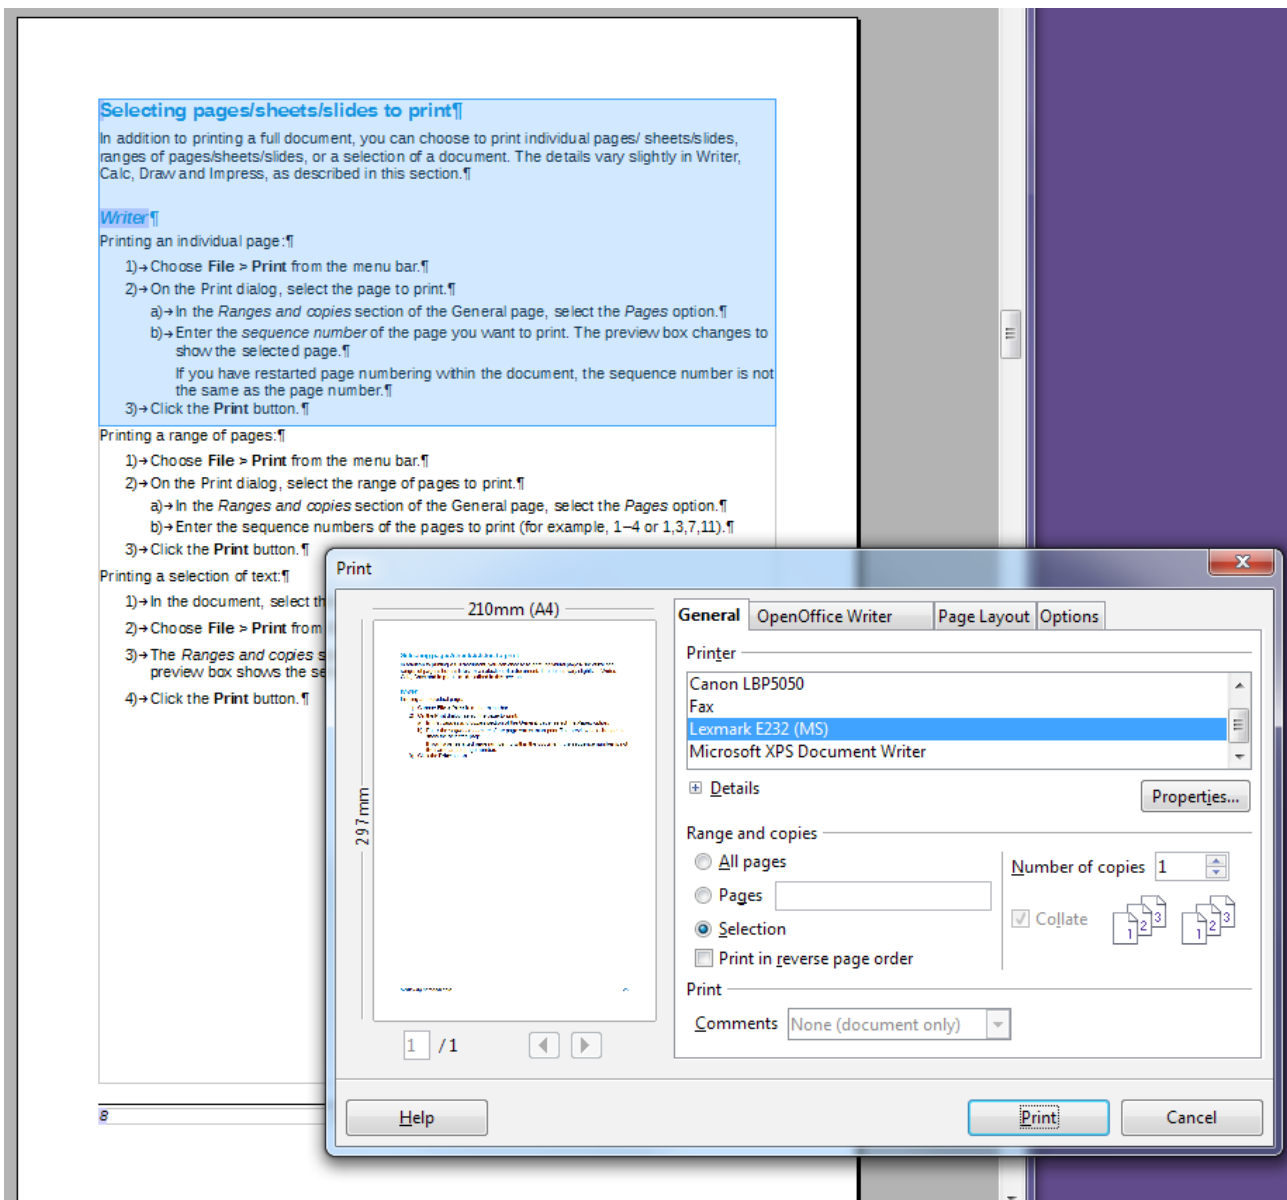 Selecting pages/sheets/slides to print¶
In addition to printing a full document, you can choose to print individual pages/ sheets/slides,
ranges of pages/sheets/slides, or a selection of a document. The details vary slightly in Writer,
Calc, Draw and Impress, as described in this section.¶
Writer¶
Printing an individual page:¶
1)→Choose File > Print from the menu bar.¶
2)→On the Print dialog, select the page to print.¶
a)→In the Ranges and copies section of the General page, select the Pages option.¶
b)→Enter the sequence number of the page you want to print. The preview box changes to
show the selected page.¶
If you have restarted page numbering within the document, the sequence number is not
the same as the page number.¶
3)→Click the Print button.¶
Printing a range of pages:¶
1)→Choose File > Print from the menu bar.¶
2)→On the Print dialog, select the range of pages to print.¶
a)→In the Ranges and copies section of the General page, select the Pages option.¶
b)→Enter the sequence numbers of the pages to print (for example, 1–4 or 1,3,7,11).¶
3)→Click the Print button.¶
Printing a selection of text:¶
1)→In the document, select th
2)→Choose File > Print from
3)→The Ranges and copies s
preview box shows the se
4)→Click the Print button.¶
8
Print
210mm (A4)
297mm
1 / 1
General OpenOffice Writer Page Layout Options
Printer
Canon LBP5050
Fax
Lexmark E232 (MS)
Microsoft XPS Document Writer
Details
Properties...
Range and copies
All pages
Pages
Selection
Print in reverse page order
Number of copies 1
Collate
1 2 3 1 2 3
Print
Comments None (document only)
Help Print Cancel